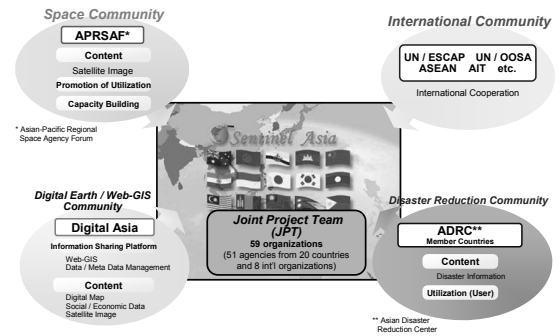 Space Community
APRSAF*
Content
Satellite Image
Promotion of Utilization
Capacity Building
* Asian-Pacific Regional
Space Agency Forum
International Community
UN / ESCAP UN / OOSA
ASEAN AIT etc.
International Cooperation
Sentinel Asia
Joint Project Team
(JPT)
59 organizations
(51 agencies from 20 countries
and 8 int'l organizations)
Digital Earth / Web-GIS
Community
Digital Asia
Information Sharing Platform
Web-GIS
Data / Meta Data Management
Content
Digital Map
Social / Economic Data
Satellite Image
Disaster Reduction Community
ADRC**
Member Countries
Content
Disaster Information
Utilization (User)
** Asian Disaster
Reduction Center